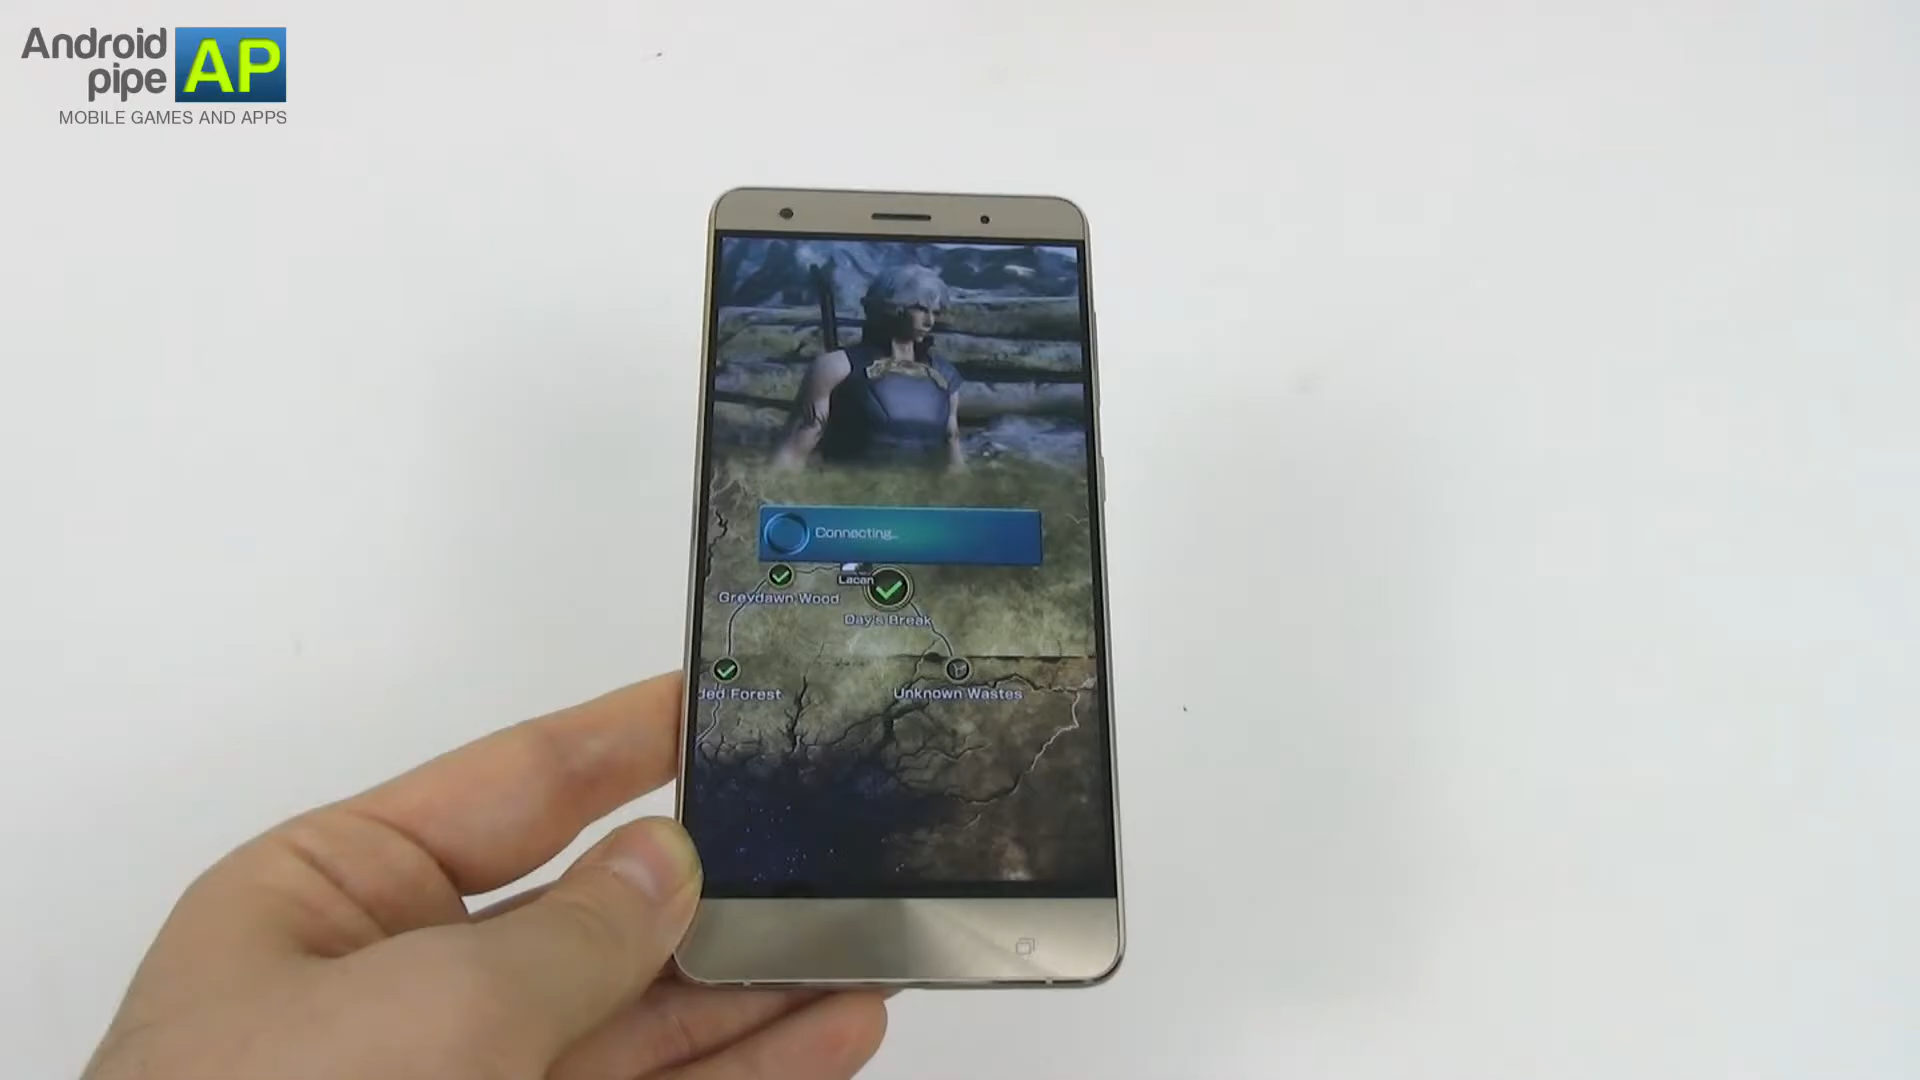 Android
pipe
AP
MOBILE GAMES AND APPS
Connecting...
Lacan
Greydawn Wood
Day's Break
ded Forest
Unknown Wastes